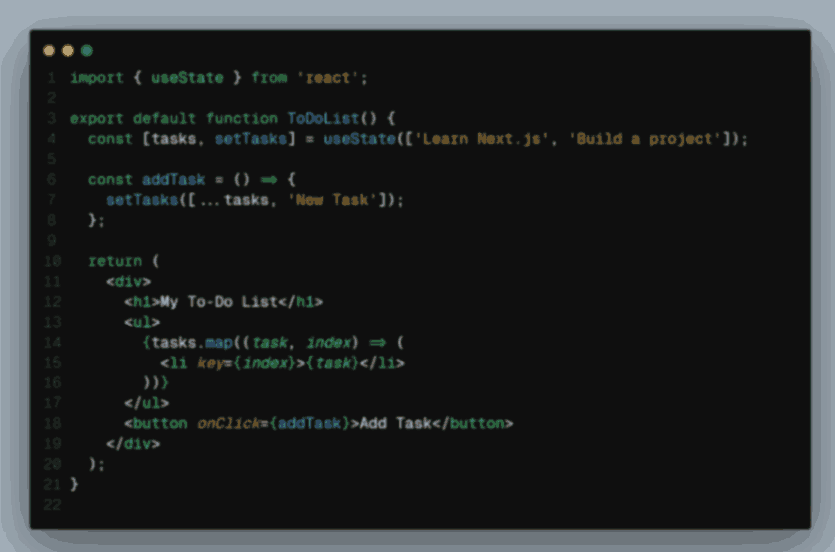 1 import { useState } from 'react';
2
3 export default function ToDoList() {
4   const [tasks, setTasks] = useState(['Learn Next.js', 'Build a project']);
5
6   const addTask = () => {
7     setTasks([...tasks, 'New Task']);
8   };
9
10   return (
11     <div>
12       <h1>My To-Do List</h1>
13       <ul>
14         {tasks.map((task, index) => (
15           <li key={index}>{task}</li>
16         ))}
17       </ul>
18       <button onClick={addTask}>Add Task</button>
19     </div>
20   );
21 }
22